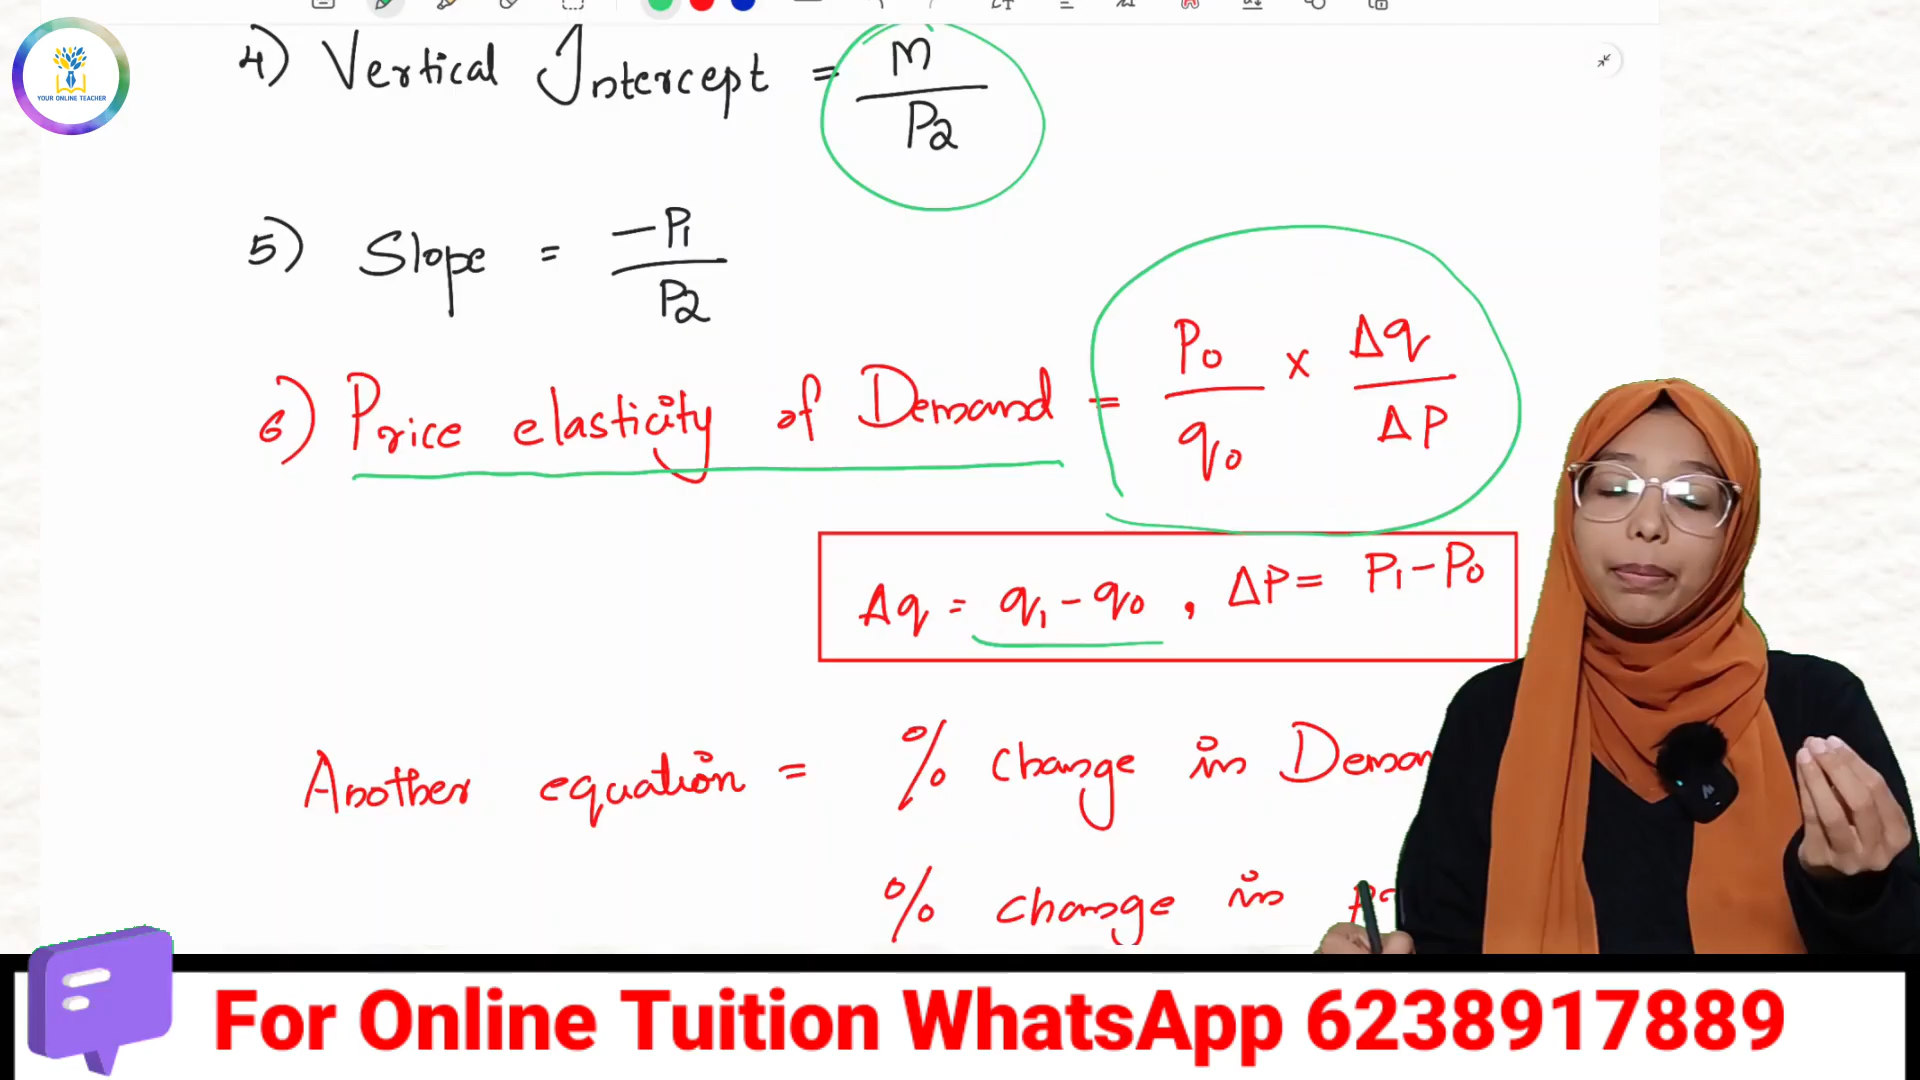 YOUR ONLINE TEACHER
4) Vertical Intercept = M / P2
5) Slope = -P1 / P2
6) Price elasticity of Demand = P0 / q0 x Δq / ΔP
Δq = q1 - q0 , ΔP = P1 - P0
Another equation = % change in Deman
% change in
For Online Tuition WhatsApp 6238917889